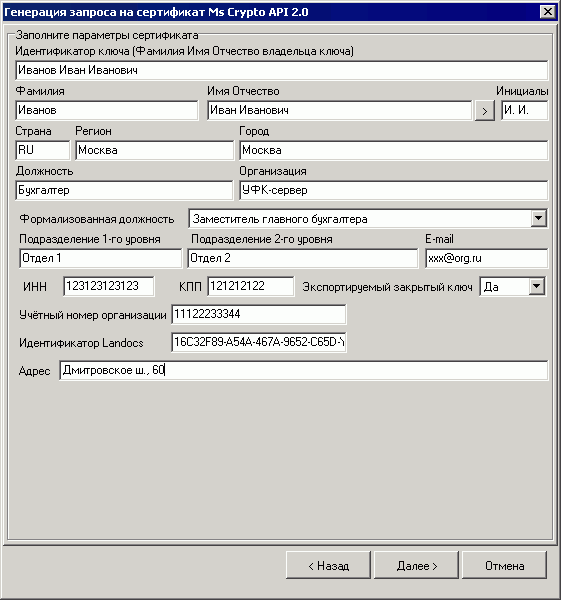 Генерация запроса на сертификат Ms Crypto API 2.0
Заполните параметры сертификата
Идентификатор ключа (Фамилия Имя Отчество владельца ключа)
Иванов Иван Иванович
Фамилия Имя Отчество Инициалы
Иванов Иван Иванович > И. И.
Страна Регион Город
RU Москва Москва
Должность Организация
Бухгалтер УФК-сервер
Формализованная должность Заместитель главного бухгалтера
Подразделение 1-го уровня Подразделение 2-го уровня E-mail
Отдел 1 Отдел 2 xxx@org.ru
ИНН 123123123123 КПП 121212122 Экспортируемый закрытый ключ Да
Учётный номер организации 11122233344
Идентификатор Landocs 16C32F89-A54A-467A-9652-C65D-
Адрес Дмитровское ш., 60
< Назад Далее > Отмена